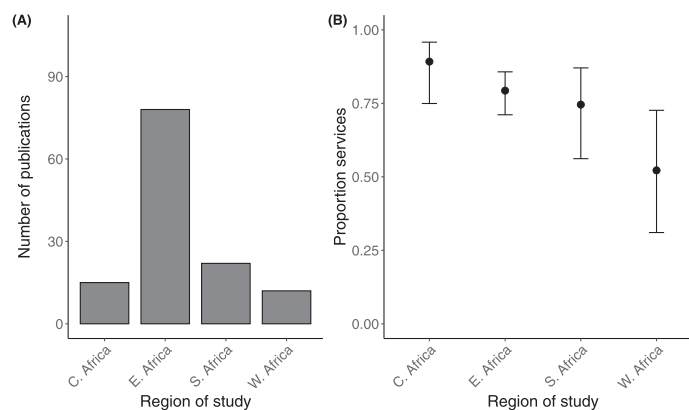 (A)
Number of publications
90
60
30
0
C. Africa
E. Africa
S. Africa
W. Africa
Region of study
(B)
Proportion services
1.00
0.75
0.50
0.25
0.00
C. Africa
E. Africa
S. Africa
W. Africa
Region of study